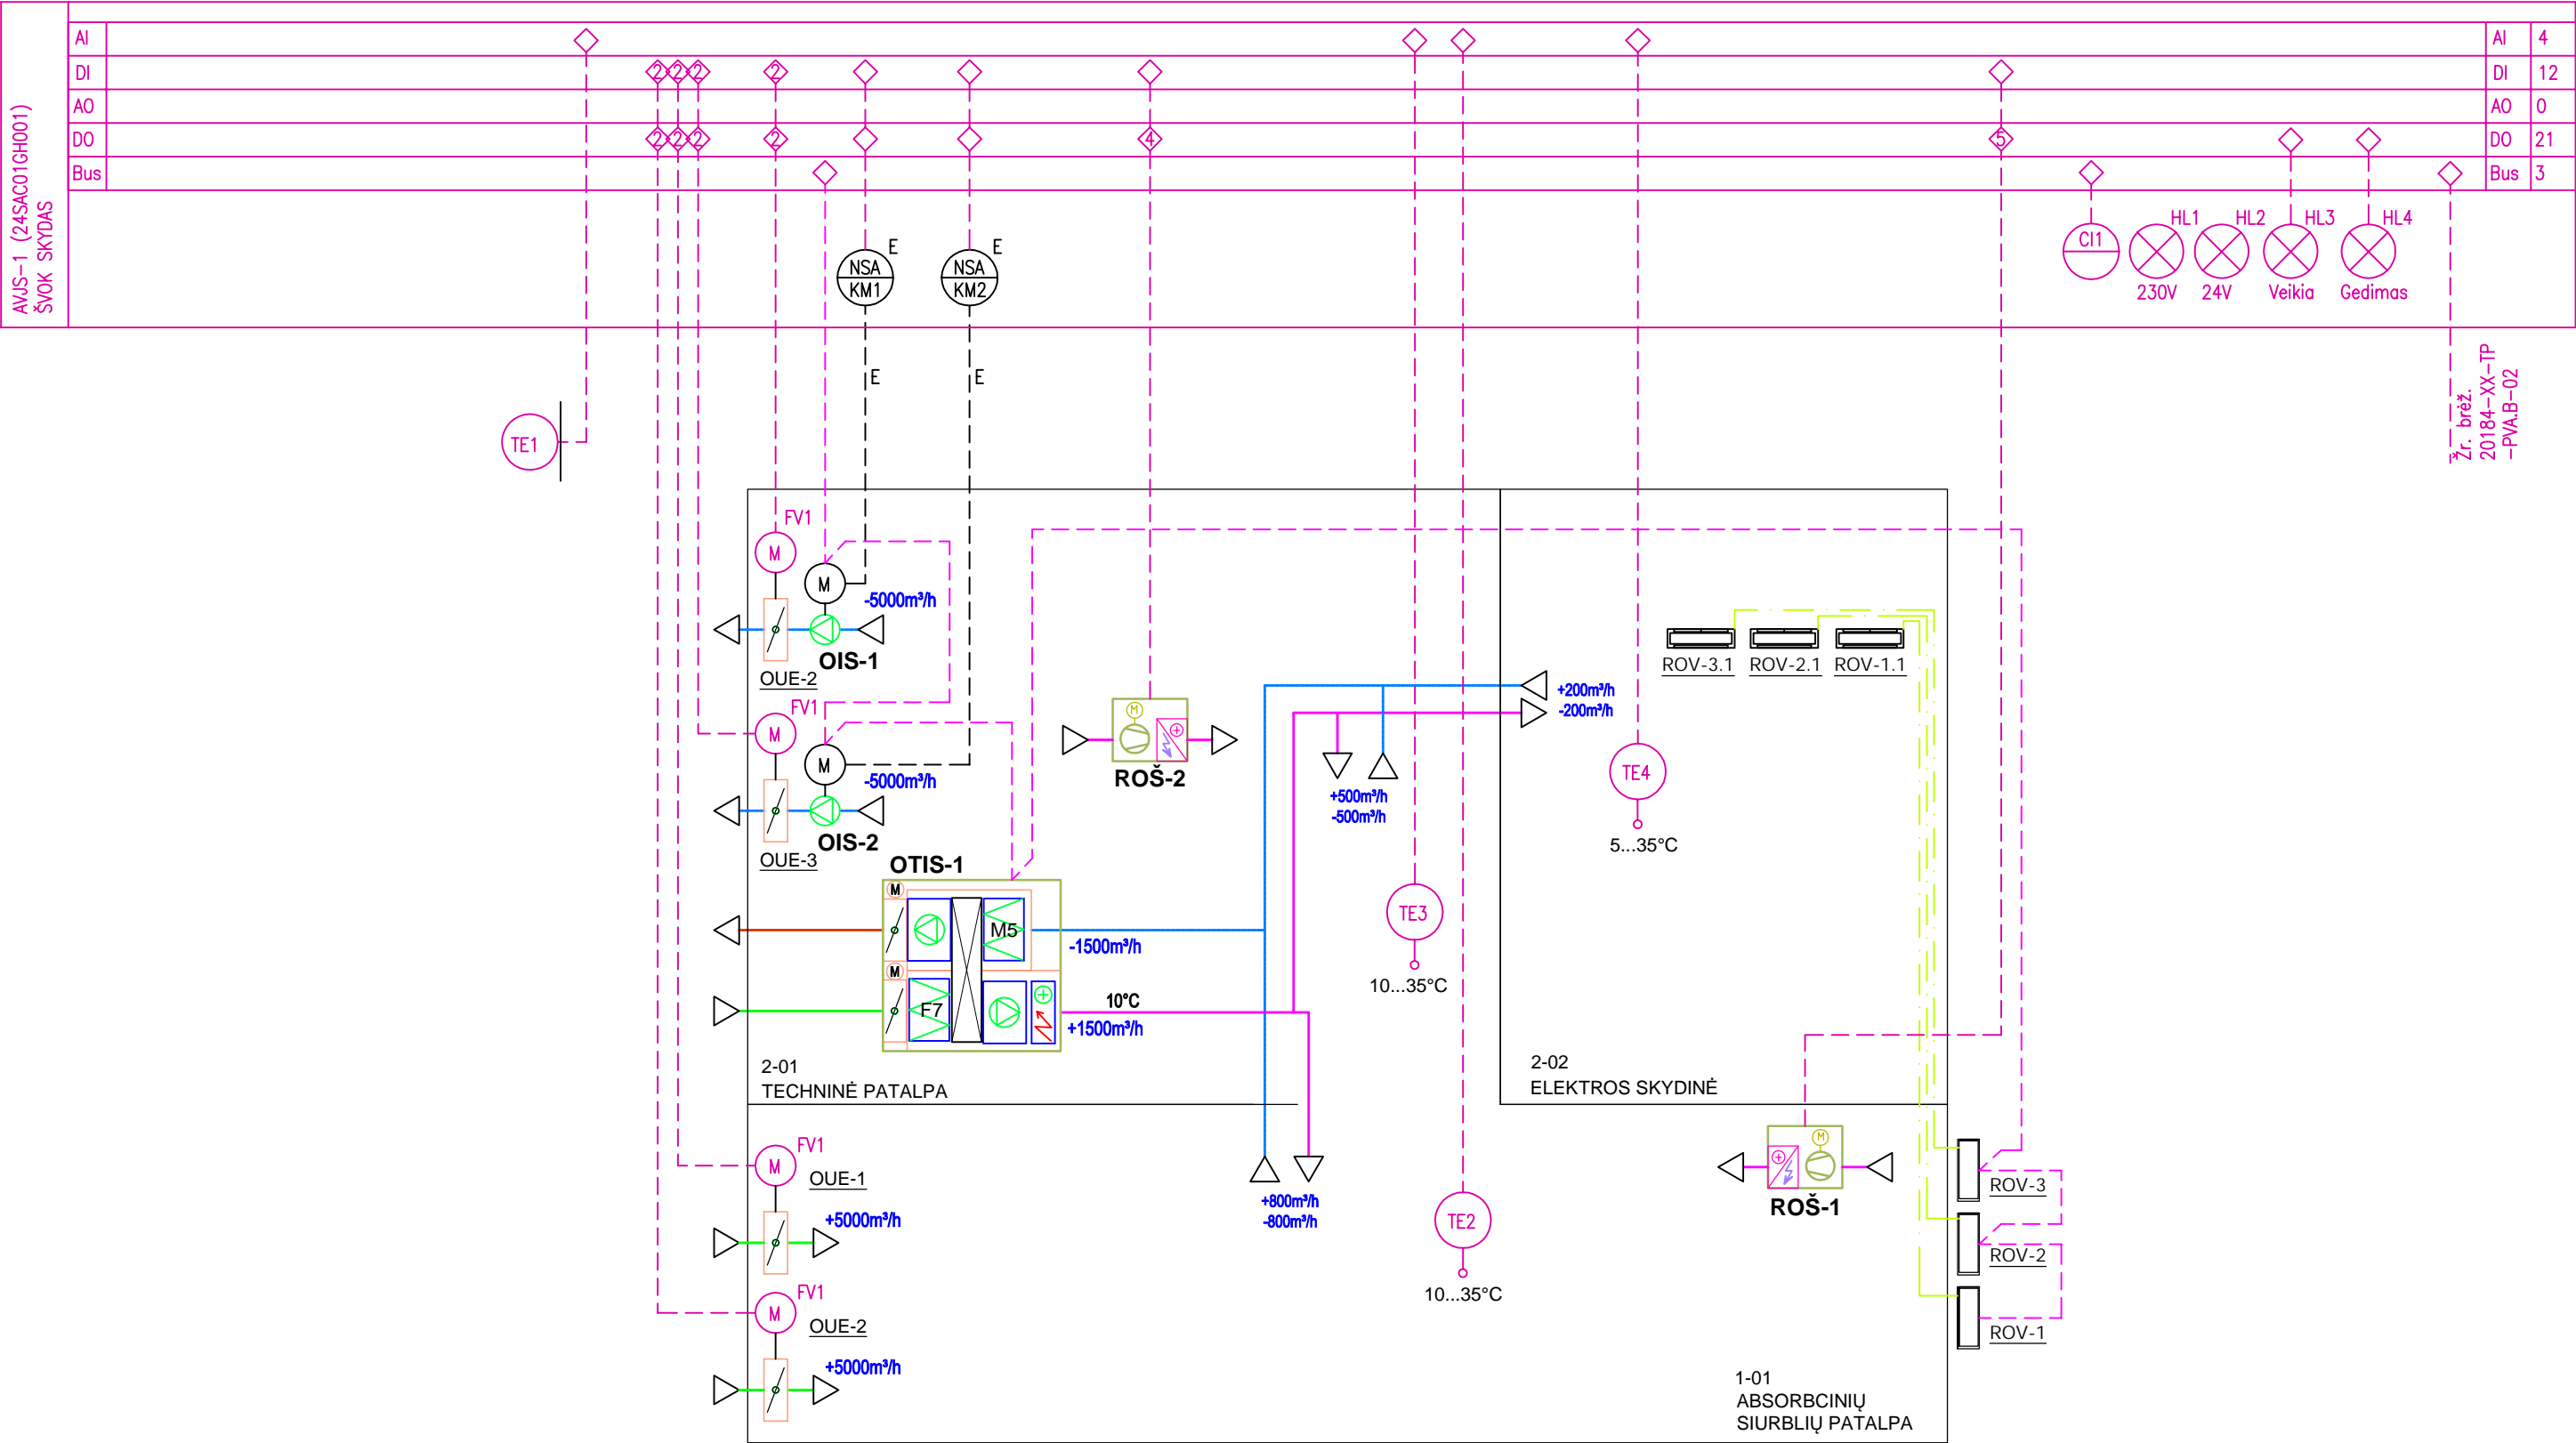 AVJS-1 (24SAC01GH001)
ŠVOK SKYDAS
AI
AI 4
DI 2 2 2 2
DI 12
AO
AO 0
DO 2 2 2 2 4 5
DO 21
Bus
Bus 3
NSA
KM1
E
NSA
KM2
E
E
E
CI1
HL1
230V
HL2
24V
HL3
Veikia
HL4
Gedimas
Žr. brėž.
20184-XX-TP
-PVA.B-02
TE1
FV1
M
M
-5000m³/h
OIS-1
OUE-2
FV1
M
M
-5000m³/h
OIS-2
OUE-3
M
ROŠ-2
OTIS-1
M
M5
-1500m³/h
M
F7
10°C
+1500m³/h
+500m³/h
-500m³/h
+200m³/h
-200m³/h
ROV-3.1
ROV-2.1
ROV-1.1
TE4
5...35°C
TE3
10...35°C
2-01
TECHNINĖ PATALPA
2-02
ELEKTROS SKYDINĖ
FV1
M
OUE-1
+5000m³/h
FV1
M
OUE-2
+5000m³/h
+800m³/h
-800m³/h
TE2
10...35°C
M
ROŠ-1
ROV-3
ROV-2
ROV-1
1-01
ABSORBCINIŲ
SIURBLIŲ PATALPA